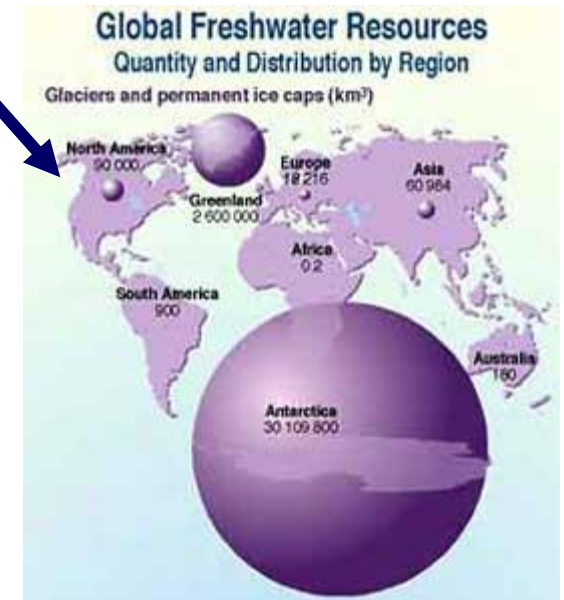 Global Freshwater Resources
Quantity and Distribution by Region
Glaciers and permanent ice caps (km³)
North America
90 000
Europe
18 216
Asia
60 984
Greenland
2 600 000
Africa
0.2
South America
900
Australia
180
Antarctica
30 109 800